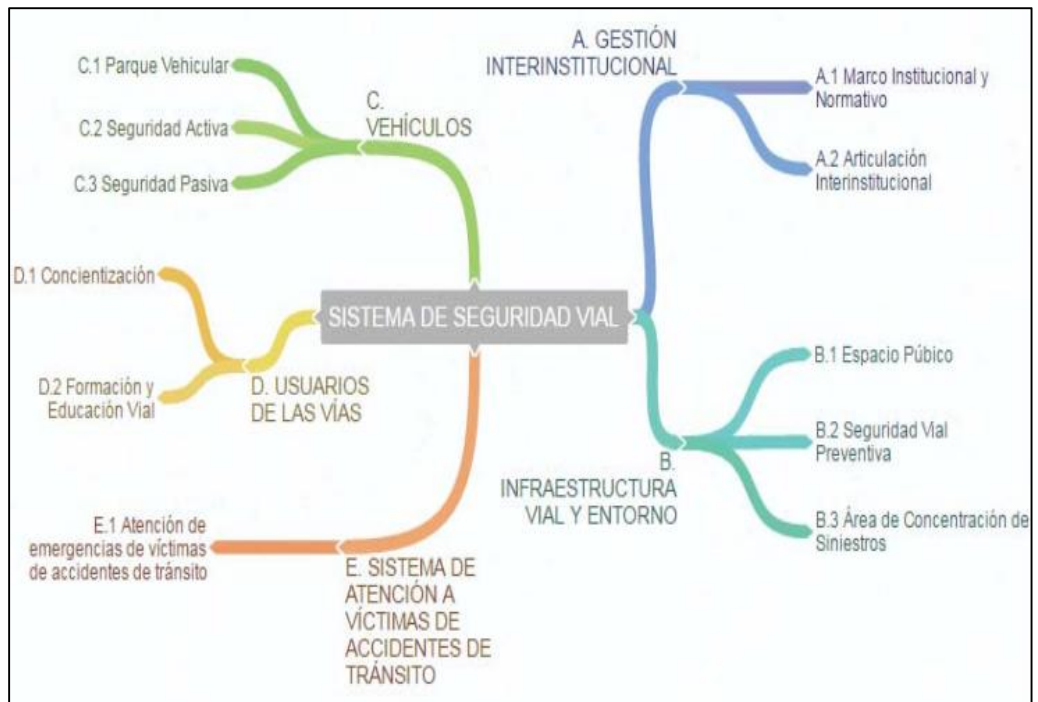 SISTEMA DE SEGURIDAD VIAL
A. GESTIÓN
INTERINSTITUCIONAL
A.1 Marco Institucional y
Normativo
A.2 Articulación
Interinstitucional
B.
INFRAESTRUCTURA
VIAL Y ENTORNO
B.1 Espacio Púbico
B.2 Seguridad Vial
Preventiva
B.3 Área de Concentración de
Siniestros
C.
VEHÍCULOS
C.1 Parque Vehicular
C.2 Seguridad Activa
C.3 Seguridad Pasiva
D. USUARIOS
DE LAS VÍAS
D.1 Concientización
D.2 Formación y
Educación Vial
E. SISTEMA DE
ATENCIÓN A
VÍCTIMAS DE
ACCIDENTES DE
TRÁNSITO
E.1 Atención de
emergencias de víctimas
de accidentes de tránsito